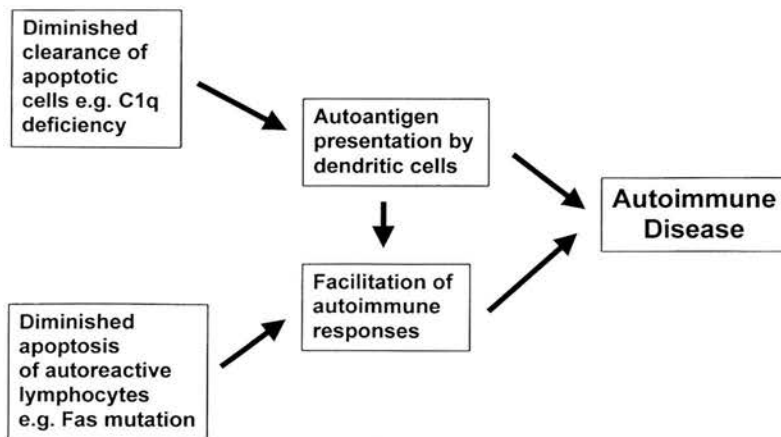 Diminished
clearance of
apoptotic
cells e.g. C1q
deficiency
Autoantigen
presentation by
dendritic cells
Autoimmune
Disease
Facilitation of
autoimmune
responses
Diminished
apoptosis
of autoreactive
lymphocytes
e.g. Fas mutation